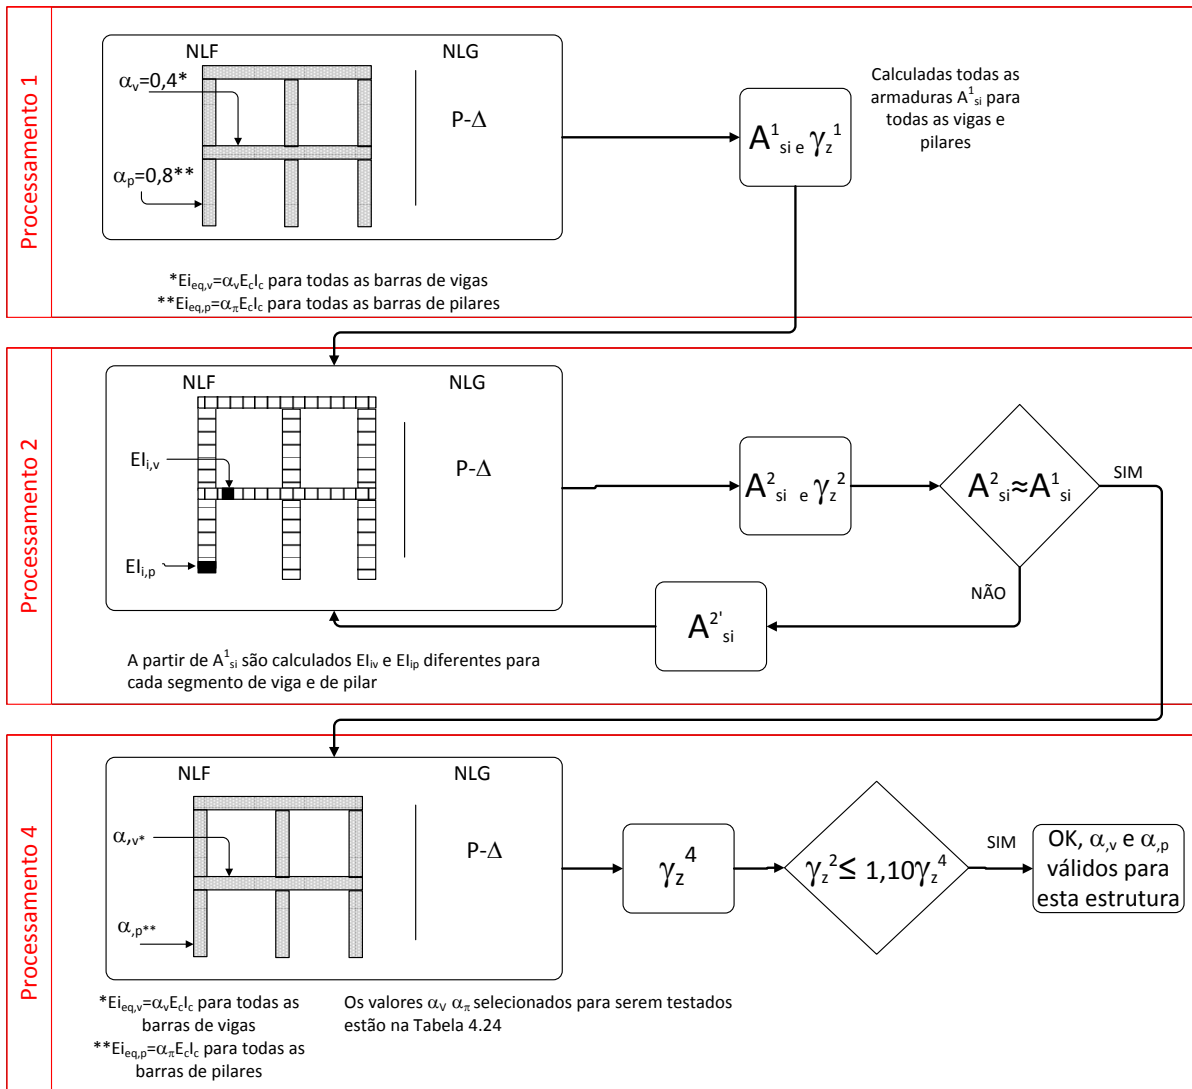 Processamento 1
NLF
NLG
αv=0,4*
P-Δ
αp=0,8**
A¹si e γz¹
Calculadas todas as
armaduras A¹si para
todas as vigas e
pilares
*Eieq,v=αvEcIc para todas as barras de vigas
**Eieq,p=απEcIc para todas as barras de pilares
Processamento 2
NLF
NLG
EIi,v
P-Δ
EIi,p
A²si e γz²
A²si≈A¹si
SIM
NÃO
A²'si
A partir de A¹si são calculados EIiv e EIip diferentes para
cada segmento de viga e de pilar
Processamento 4
NLF
NLG
α,v*
P-Δ
α,p**
γz⁴
γz²≤ 1,10γz⁴
SIM
OK, α,v e α,p
válidos para
esta estrutura
*Eieq,v=αvEcIc para todas as
barras de vigas
**Eieq,p=απEcIc para todas as
barras de pilares
Os valores αv απ selecionados para serem testados
estão na Tabela 4.24